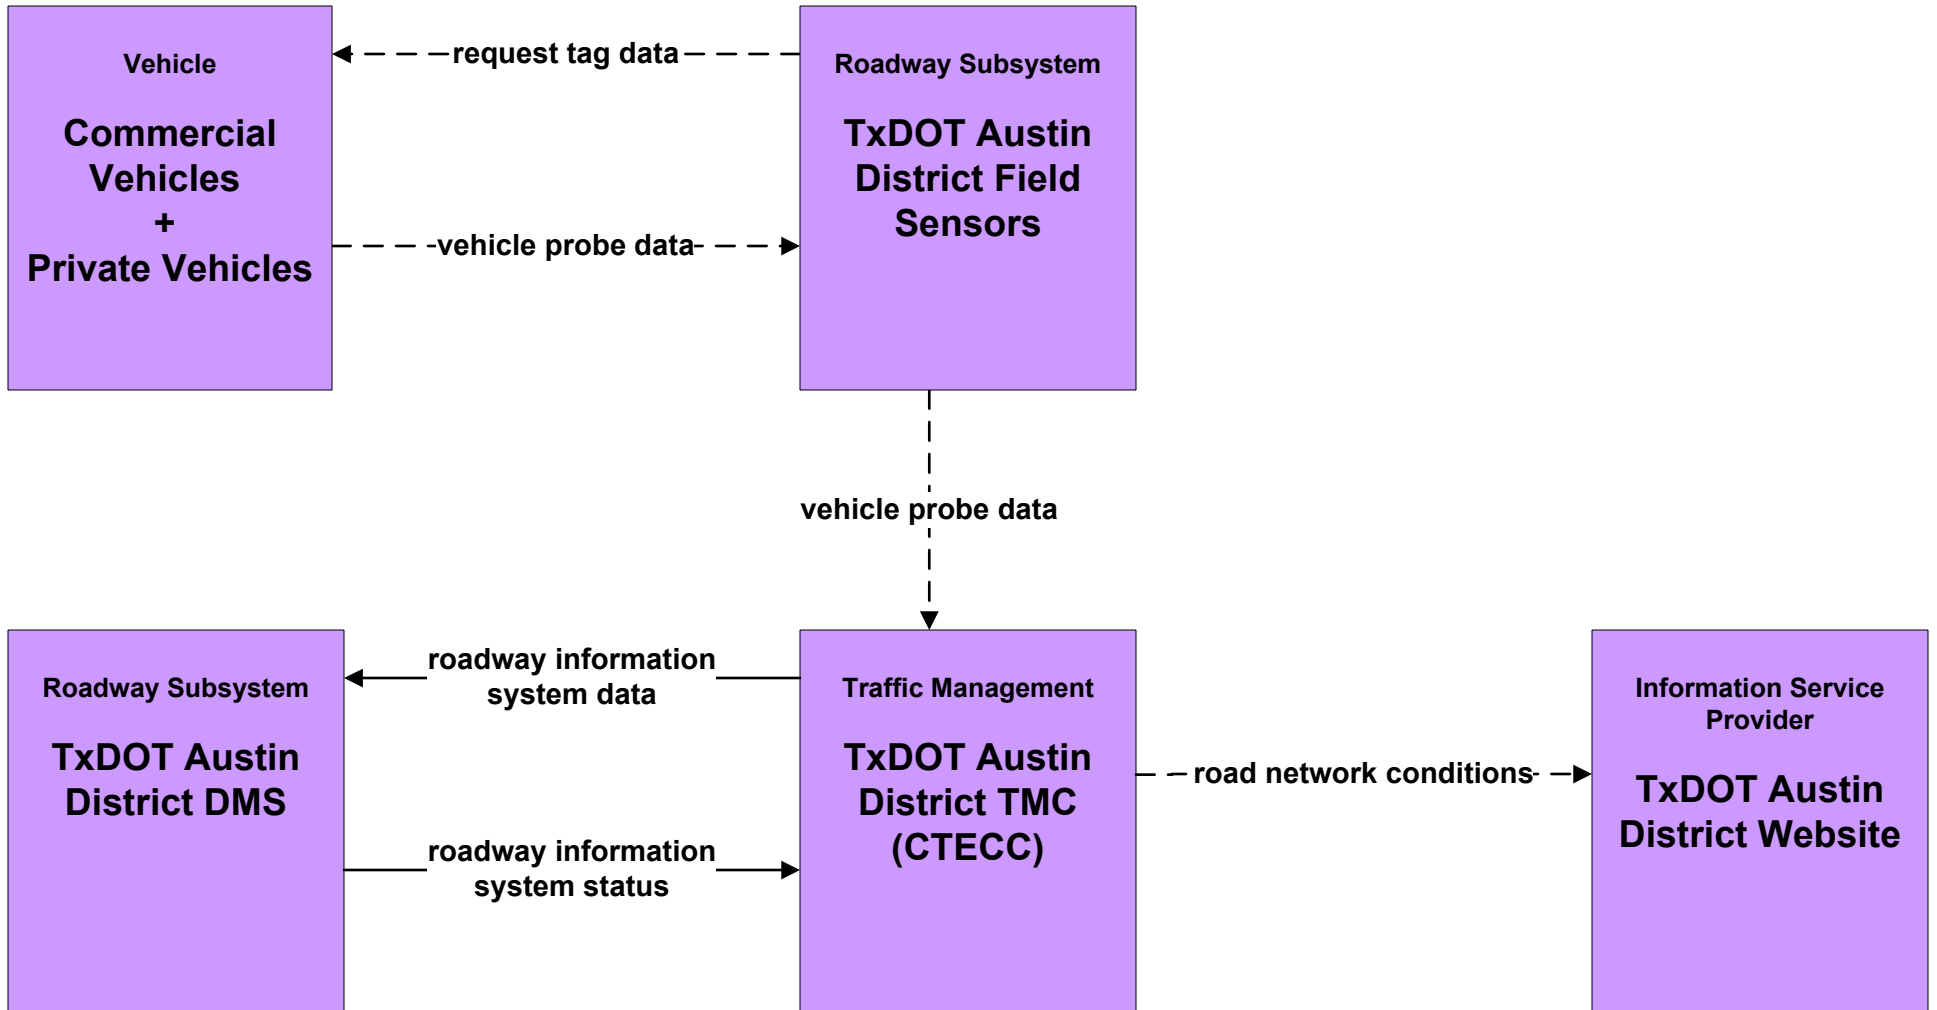 Vehicle
Commercial
Vehicles
+
Private Vehicles
request tag data
vehicle probe data
Roadway Subsystem
TxDOT Austin
District Field
Sensors
vehicle probe data
Roadway Subsystem
TxDOT Austin
District DMS
roadway information
system data
roadway information
system status
Traffic Management
TxDOT Austin
District TMC
(CTECC)
road network conditions
Information Service
Provider
TxDOT Austin
District Website